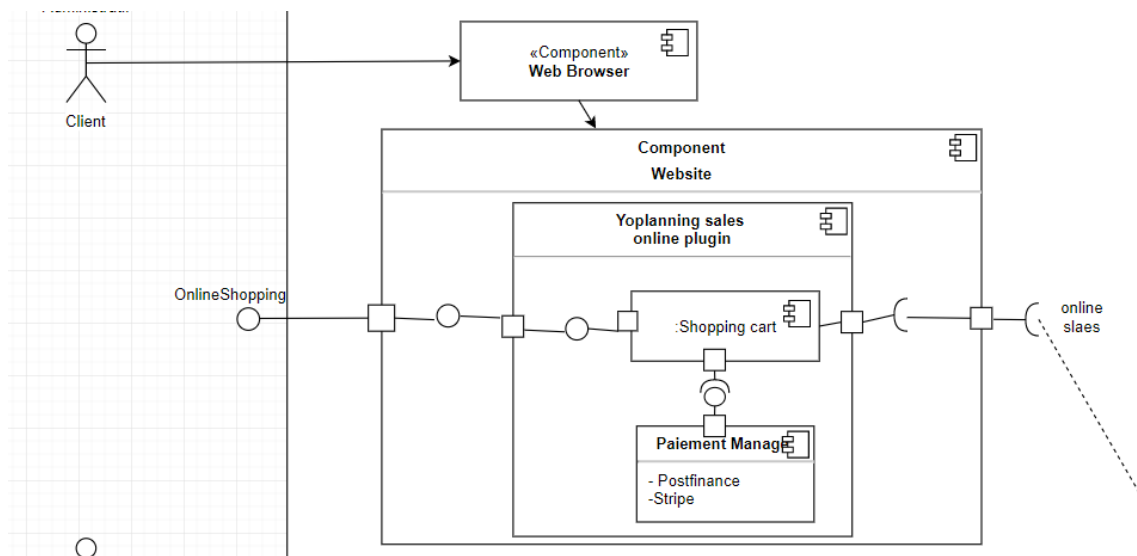 Client
«Component»
Web Browser
Component
Website
Yoplanning sales
online plugin
OnlineShopping
:Shopping cart
online
slaes
Paiement Manage
- Postfinance
-Stripe